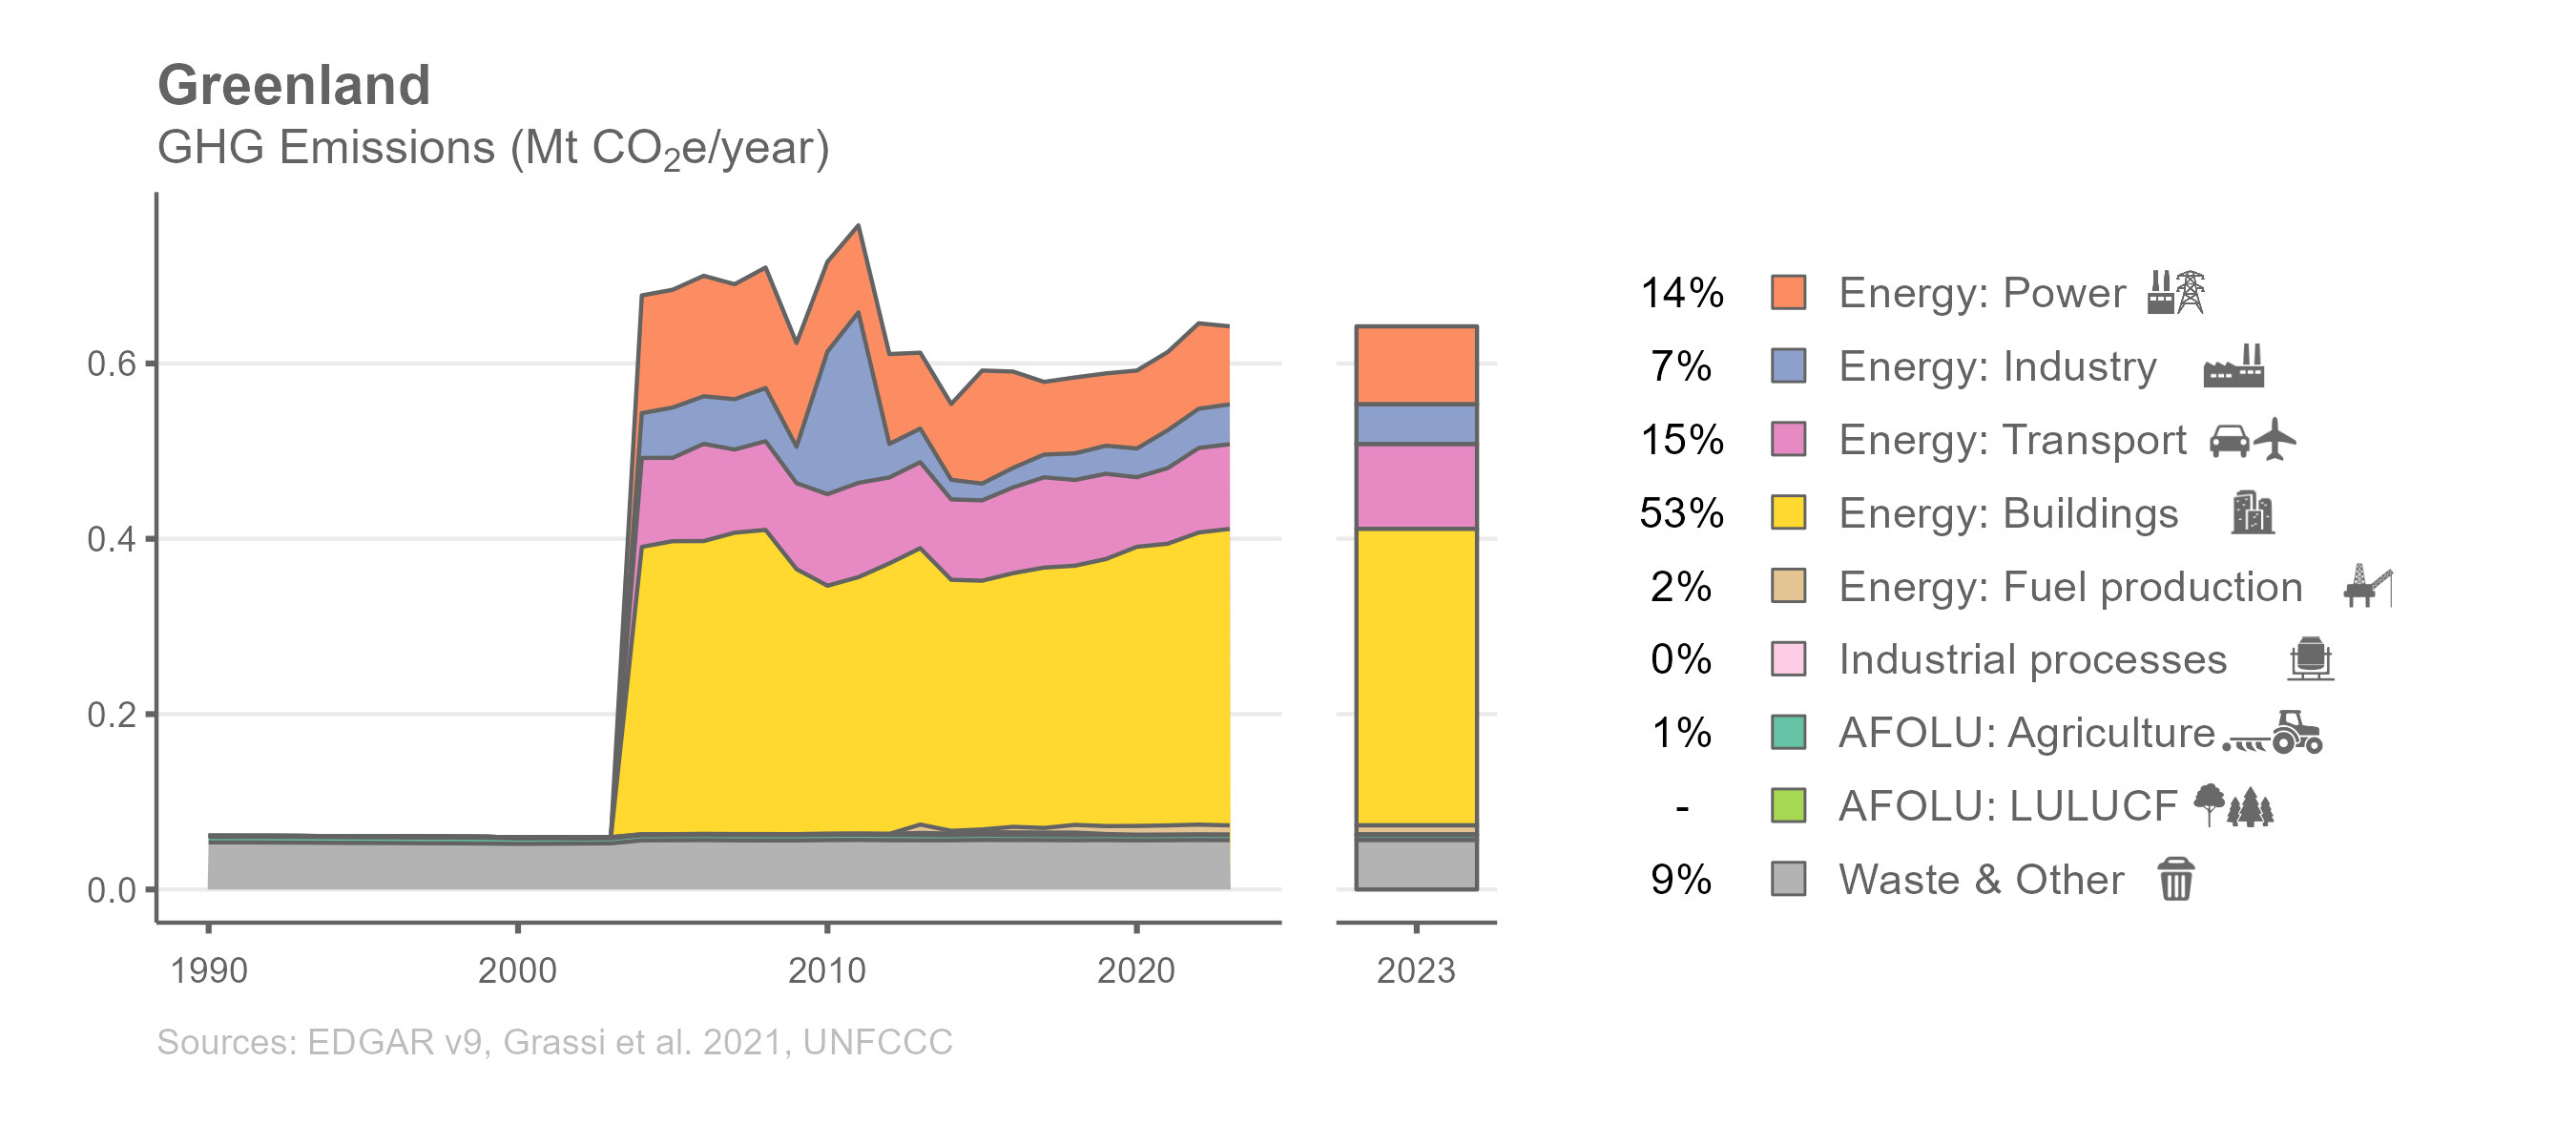 Greenland
GHG Emissions (Mt CO₂e/year)
0.6
0.4
0.2
0.0
1990 2000 2010 2020 2023
14% Energy: Power
7% Energy: Industry
15% Energy: Transport
53% Energy: Buildings
2% Energy: Fuel production
0% Industrial processes
1% AFOLU: Agriculture
- AFOLU: LULUCF
9% Waste & Other
Sources: EDGAR v9, Grassi et al. 2021, UNFCCC